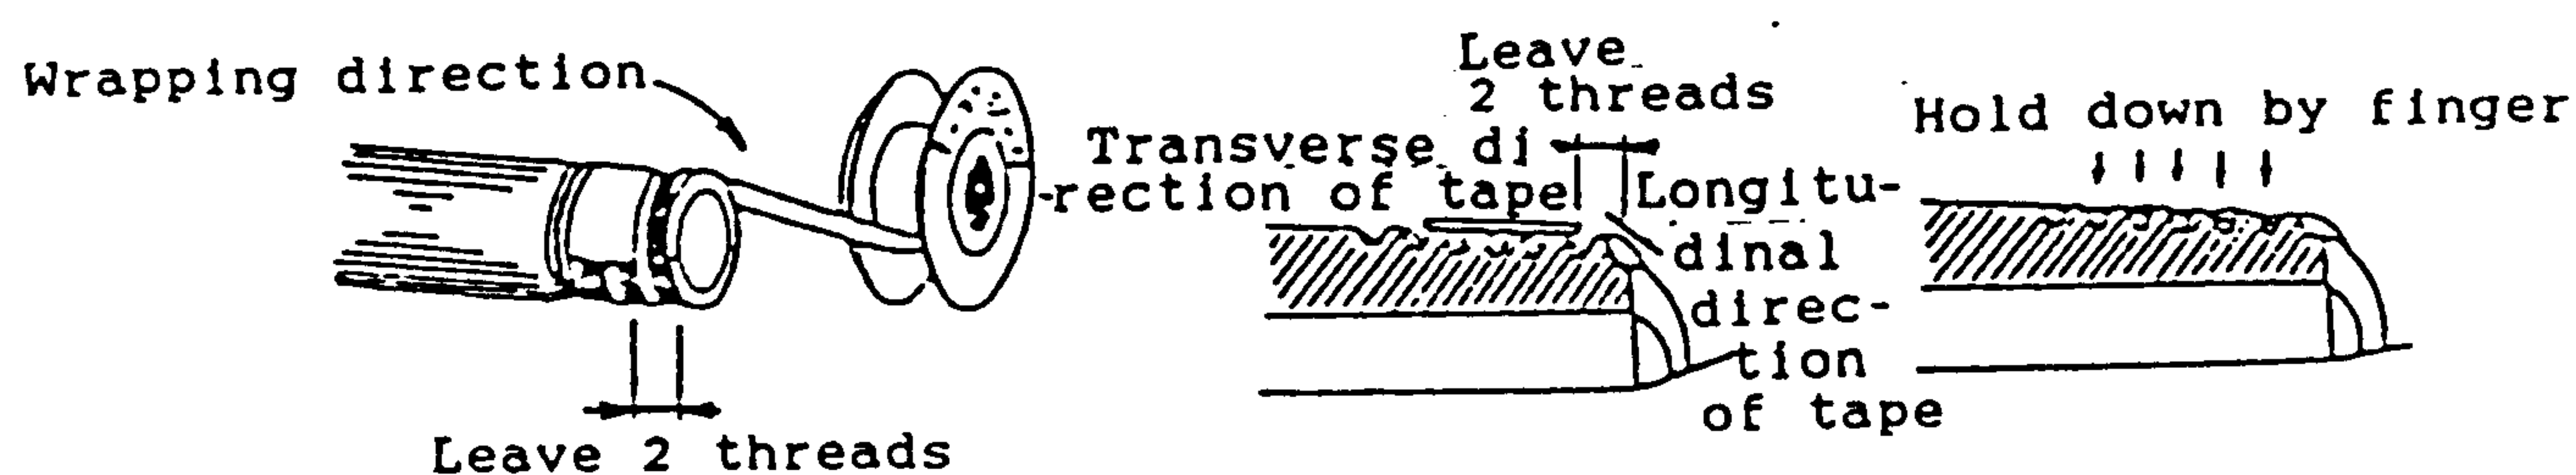 Wrapping direction
Leave 2 threads
Leave
2 threads
Transverse di
-rection of tape
Longitu-
dinal
direc-
tion
of tape
Hold down by finger